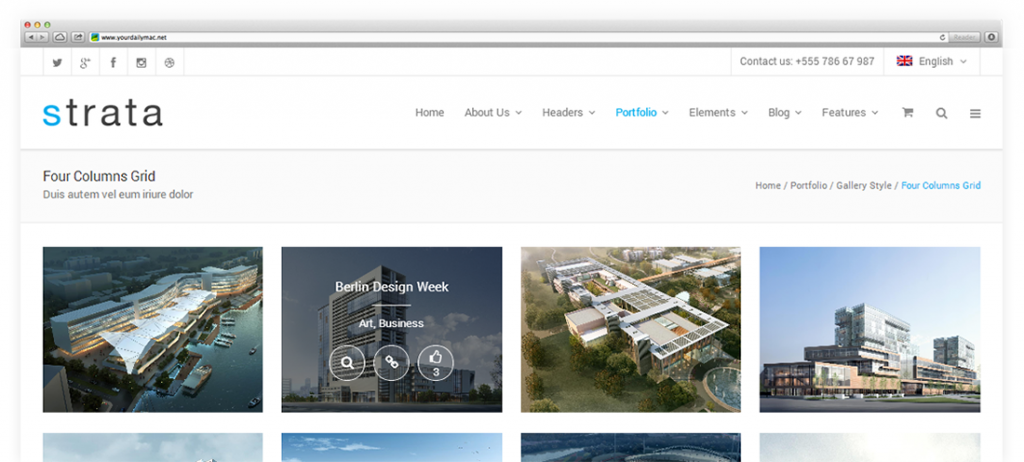 www.yourdailymac.net
Reader
Contact us: +555 786 67 987
English
strata
Home About Us Headers Portfolio Elements Blog Features
Four Columns Grid
Duis autem vel eum iriure dolor
Home / Portfolio / Gallery Style / Four Columns Grid
Berlin Design Week
Art, Business
3